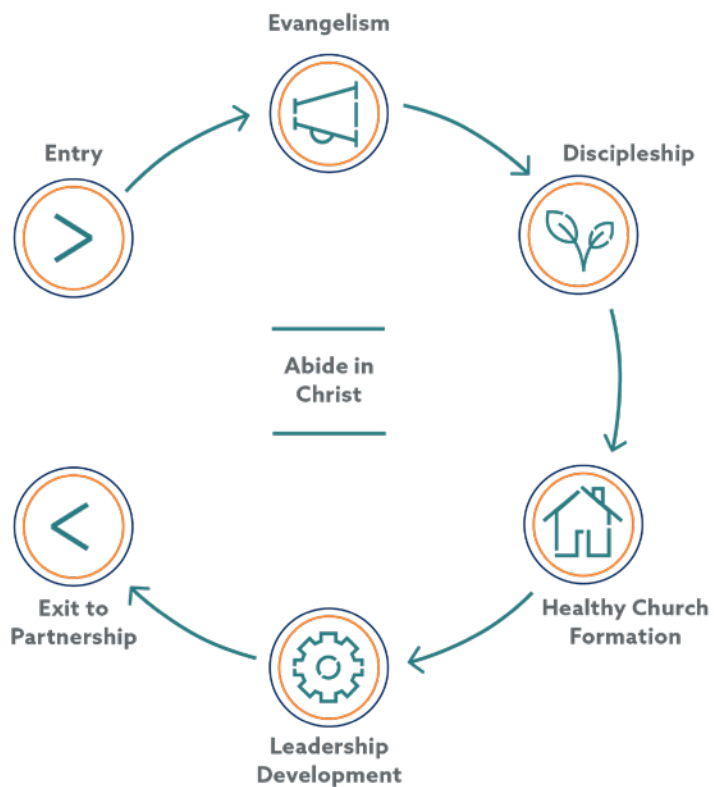 Evangelism
Entry
Discipleship
Abide in
Christ
Healthy Church
Formation
Exit to
Partnership
Leadership
Development